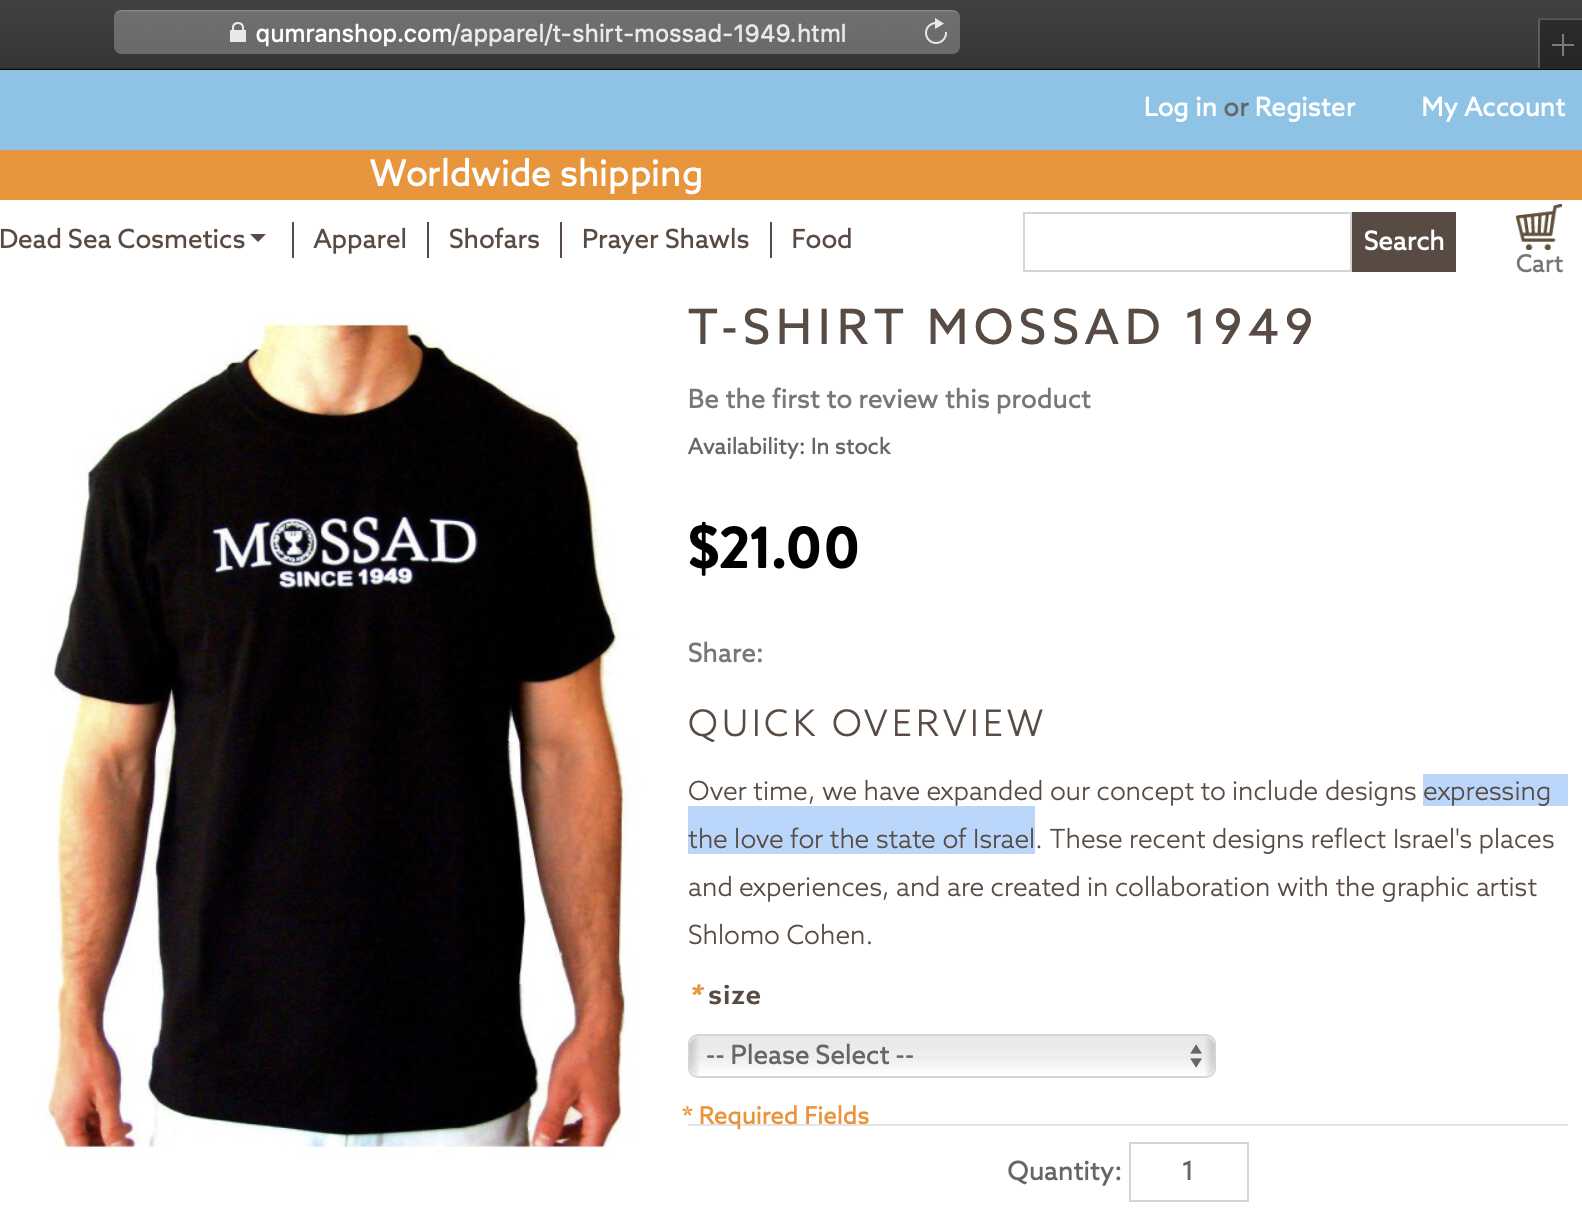 qumranshop.com/apparel/t-shirt-mossad-1949.html
Log in or Register
My Account
Worldwide shipping
Dead Sea Cosmetics
Apparel
Shofars
Prayer Shawls
Food
Search
Cart
T-SHIRT MOSSAD 1949
Be the first to review this product
Availability: In stock
MOSSAD
SINCE 1949
$21.00
Share:
QUICK OVERVIEW
Over time, we have expanded our concept to include designs expressing
the love for the state of Israel. These recent designs reflect Israel's places
and experiences, and are created in collaboration with the graphic artist
Shlomo Cohen.
*size
-- Please Select --
* Required Fields
Quantity: 1